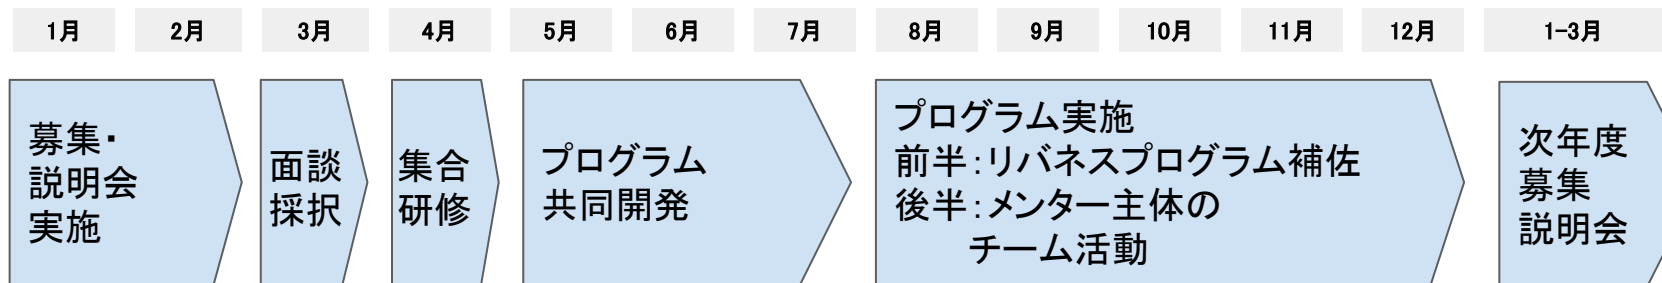 1月 2月 3月 4月 5月 6月 7月 8月 9月 10月 11月 12月 1-3月
募集・
説明会
実施
面談
採択
集合
研修
プログラム
共同開発
プログラム実施
前半：リバネスプログラム補佐
後半：メンター主体の
チーム活動
次年度
募集
説明会